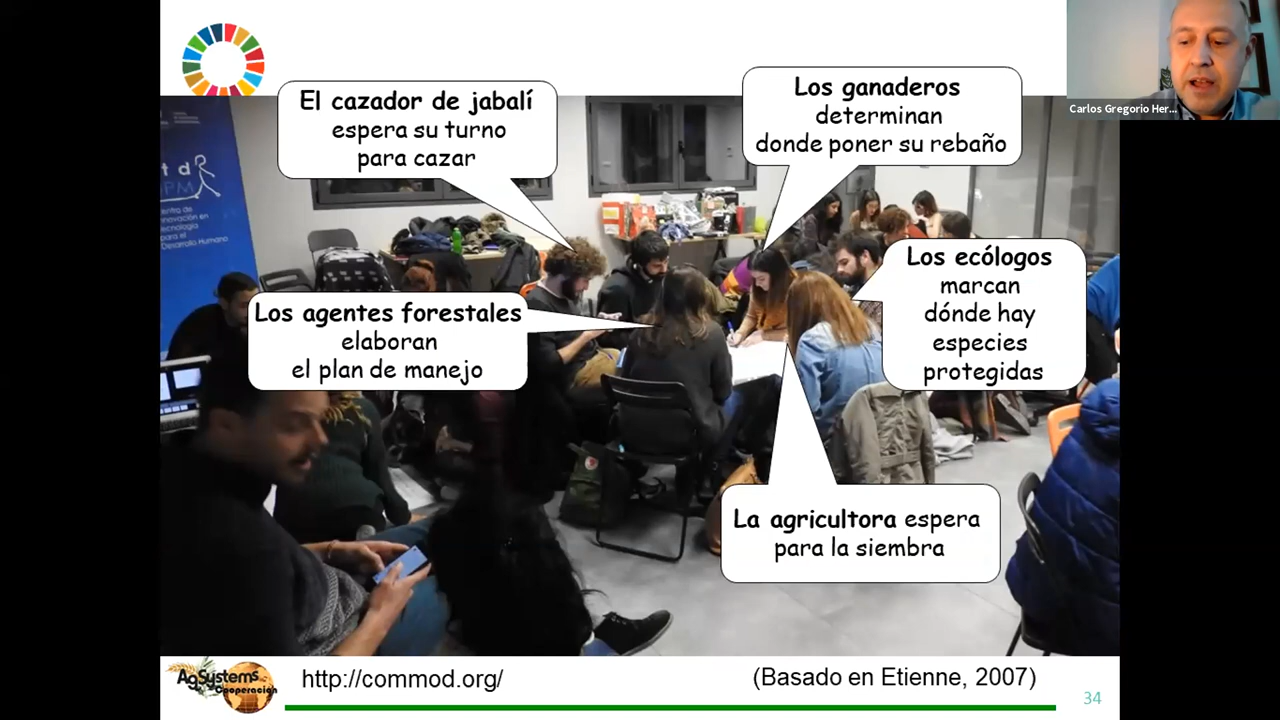 Carlos Gregorio Her...
El cazador de jabalí
espera su turno
para cazar
Los ganaderos
determinan
donde poner su rebaño
Los agentes forestales
elaboran
el plan de manejo
Los ecólogos
marcan
dónde hay
especies
protegidas
La agricultora espera
para la siembra
t d
UPM
Centro de
Innovación en
Tecnología
para el
Desarrollo Humano
AgSystems
Cooperación
http://commod.org/
(Basado en Etienne, 2007)
34